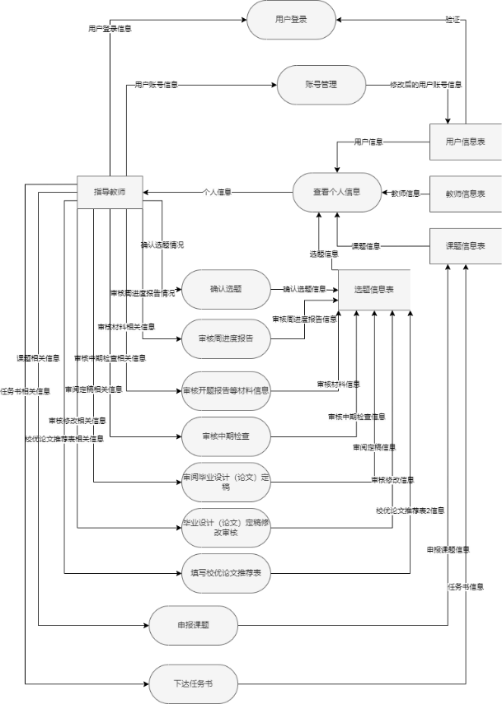 用户登录
用户登录信息
验证
账号管理
用户账号信息
修改后的用户账号信息
用户信息
用户信息表
指导教师
个人信息
查看个人信息
教师信息
教师信息表
确认选题情况
选题信息
课题信息
课题信息表
审核周进度报告情况
确认选题
确认选题信息
选题信息表
审核材料相关信息
审核周进度报告
审核周进度报告信息
课题相关信息
审核中期检查相关信息
任务书相关信息
审阅定稿相关信息
审核开题报告等材料信息
审核材料信息
审核修改相关信息
审核中期检查信息
校优论文推荐表相关信息
审核中期检查
审阅定稿信息
审阅毕业设计（论文）定
稿
审核修改信息
毕业设计（论文）定稿修
改审核
校优论文推荐表2信息
申报课题信息
填写校优论文推荐表
任务书信息
申报课题
下达任务书